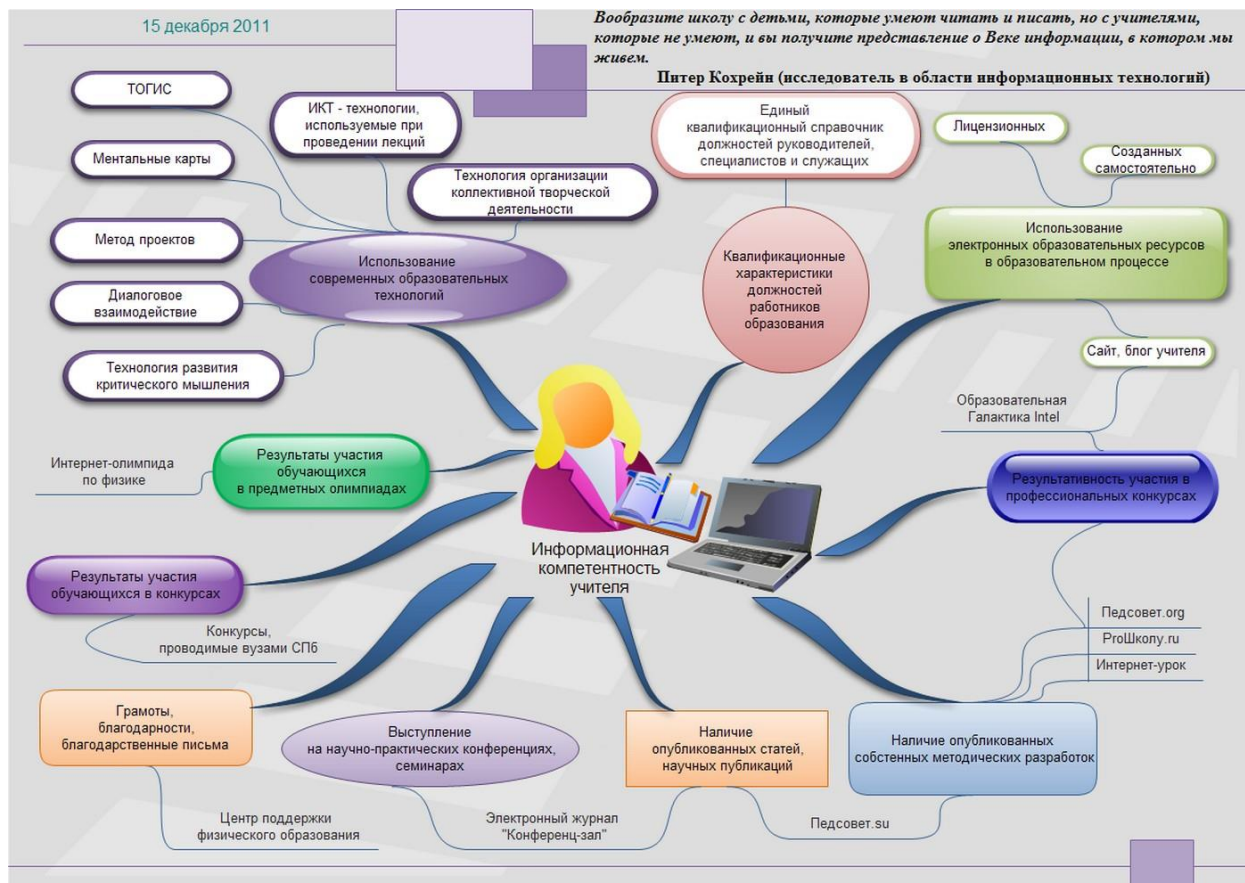 15 декабря 2011
Вообразите школу с детьми, которые умеют читать и писать, но с учителями,
которые не умеют, и вы получите представление о Веке информации, в котором мы
живем.
Питер Кохрейн (исследователь в области информационных технологий)
ТОГИС
ИКТ - технологии,
используемые при
проведении лекций
Ментальные карты
Технология организации
коллективной творческой
деятельности
Метод проектов
Использование
современных образовательных
технологий
Диалоговое
взаимодействие
Технология развития
критического мышления
Единый
квалификационный справочник
должностей руководителей,
специалистов и служащих
Квалификационные
характеристики
должностей
работников
образования
Лицензионных
Созданных
самостоятельно
Использование
электронных образовательных ресурсов
в образовательном процессе
Сайт, блог учителя
Образовательная
Галактика Intel
Результативность участия в
профессиональных конкурсах
Результаты участия
обучающихся
в предметных олимпиадах
Интернет-олимпида
по физике
Информационная
компетентность
учителя
Результаты участия
обучающихся в конкурсах
Конкурсы,
проводимые вузами СПб
Педсовет.org
ProШколу.ru
Интернет-урок
Грамоты,
благодарности,
благодарственные письма
Выступление
на научно-практических конференциях,
семинарах
Наличие
опубликованных статей,
научных публикаций
Наличие опубликованных
собстенных методических разработок
Центр поддержки
физического образования
Электронный журнал
"Конференц-зал"
Педсовет.su